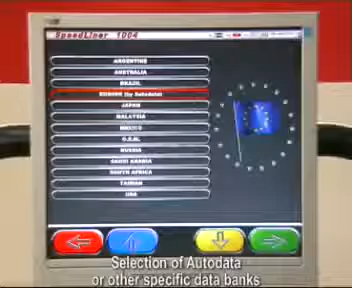 SpeedLiner 1004
ARGENTINE
AUSTRALIA
BRAZIL
EUROPE (by Autodata)
JAPAN
MALAYSIA
MEXICO
O.E.M.
RUSSIA
SAUDI ARABIA
SOUTH AFRICA
TAIWAN
USA
Selection of Autodata
or other specific data banks